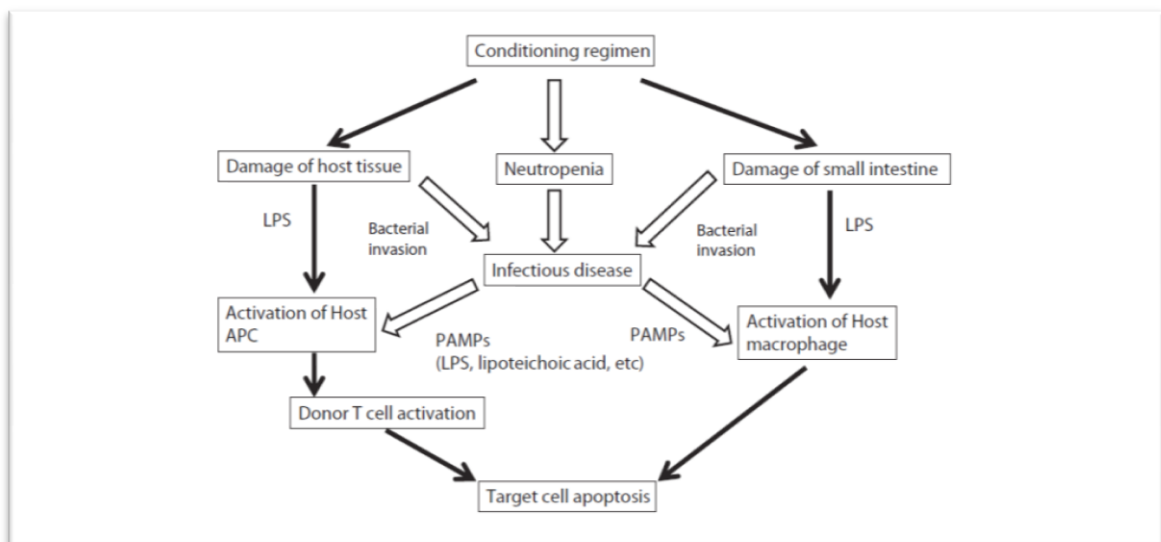 Conditioning regimen
Damage of host tissue
Neutropenia
Damage of small intestine
LPS
Bacterial
invasion
Bacterial
invasion
LPS
Infectious disease
Activation of Host
APC
PAMPs
(LPS, lipoteichoic acid, etc)
PAMPs
Activation of Host
macrophage
Donor T cell activation
Target cell apoptosis